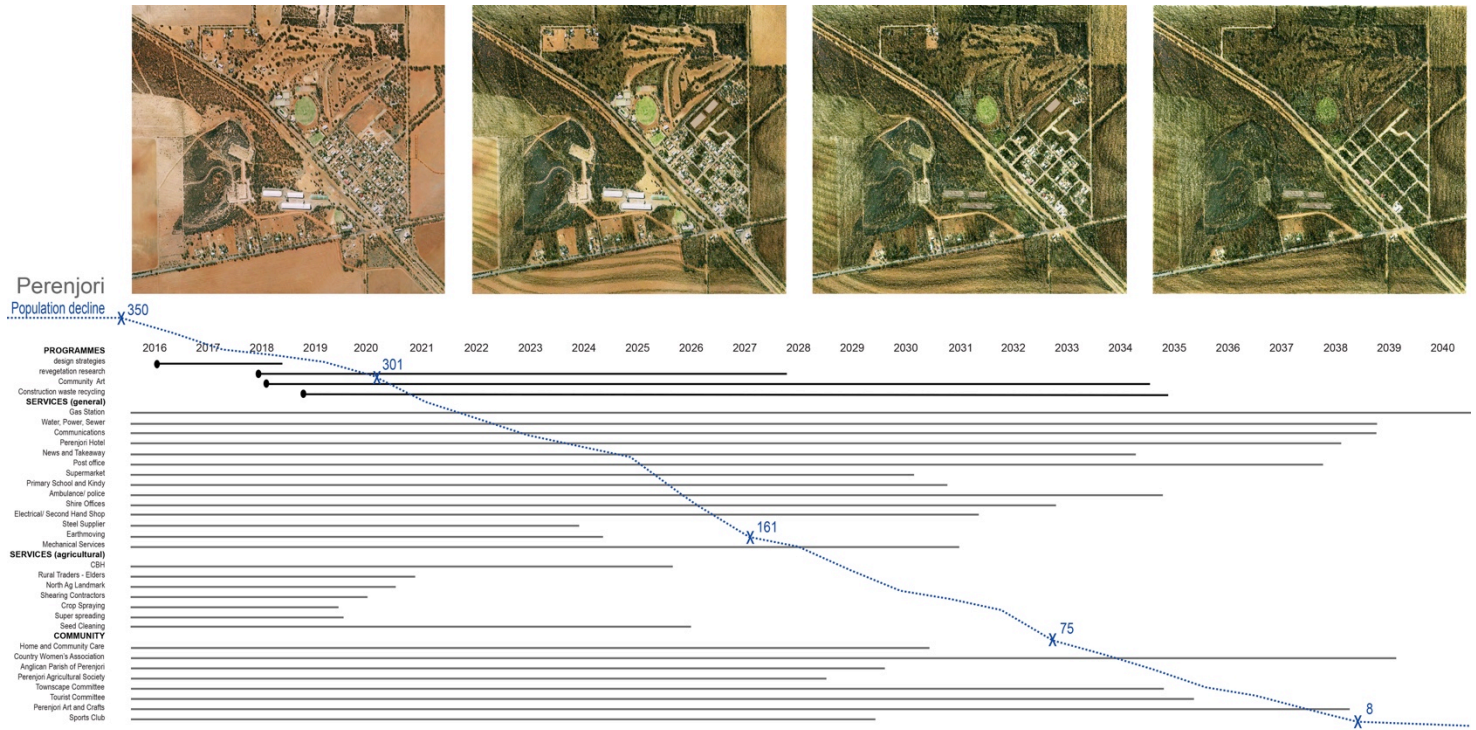 Perenjori
Population decline 350
2016 2017 2018 2019 2020 2021 2022 2023 2024 2025 2026 2027 2028 2029 2030 2031 2032 2033 2034 2035 2036 2037 2038 2039 2040
PROGRAMMES
design strategies
revegetation research
301
Community Art
Construction waste recycling
SERVICES (general)
Gas Station
Water, Power, Sewer
Communications
Perenjori Hotel
News and Takeaway
Post office
Supermarket
Primary School and Kindy
Ambulance/ police
Shire Offices
Electrical/ Second Hand Shop
Steel Supplier
161
Earthmoving
Mechanical Services
SERVICES (agricultural)
CBH
Rural Traders - Elders
North Ag Landmark
Shearing Contractors
Crop Spraying
Super spreading
Seed Cleaning
75
COMMUNITY
Home and Community Care
Country Women's Association
Anglican Parish of Perenjori
Perenjori Agricultural Society
Townscape Committee
Tourist Committee
Perenjori Art and Crafts
8
Sports Club